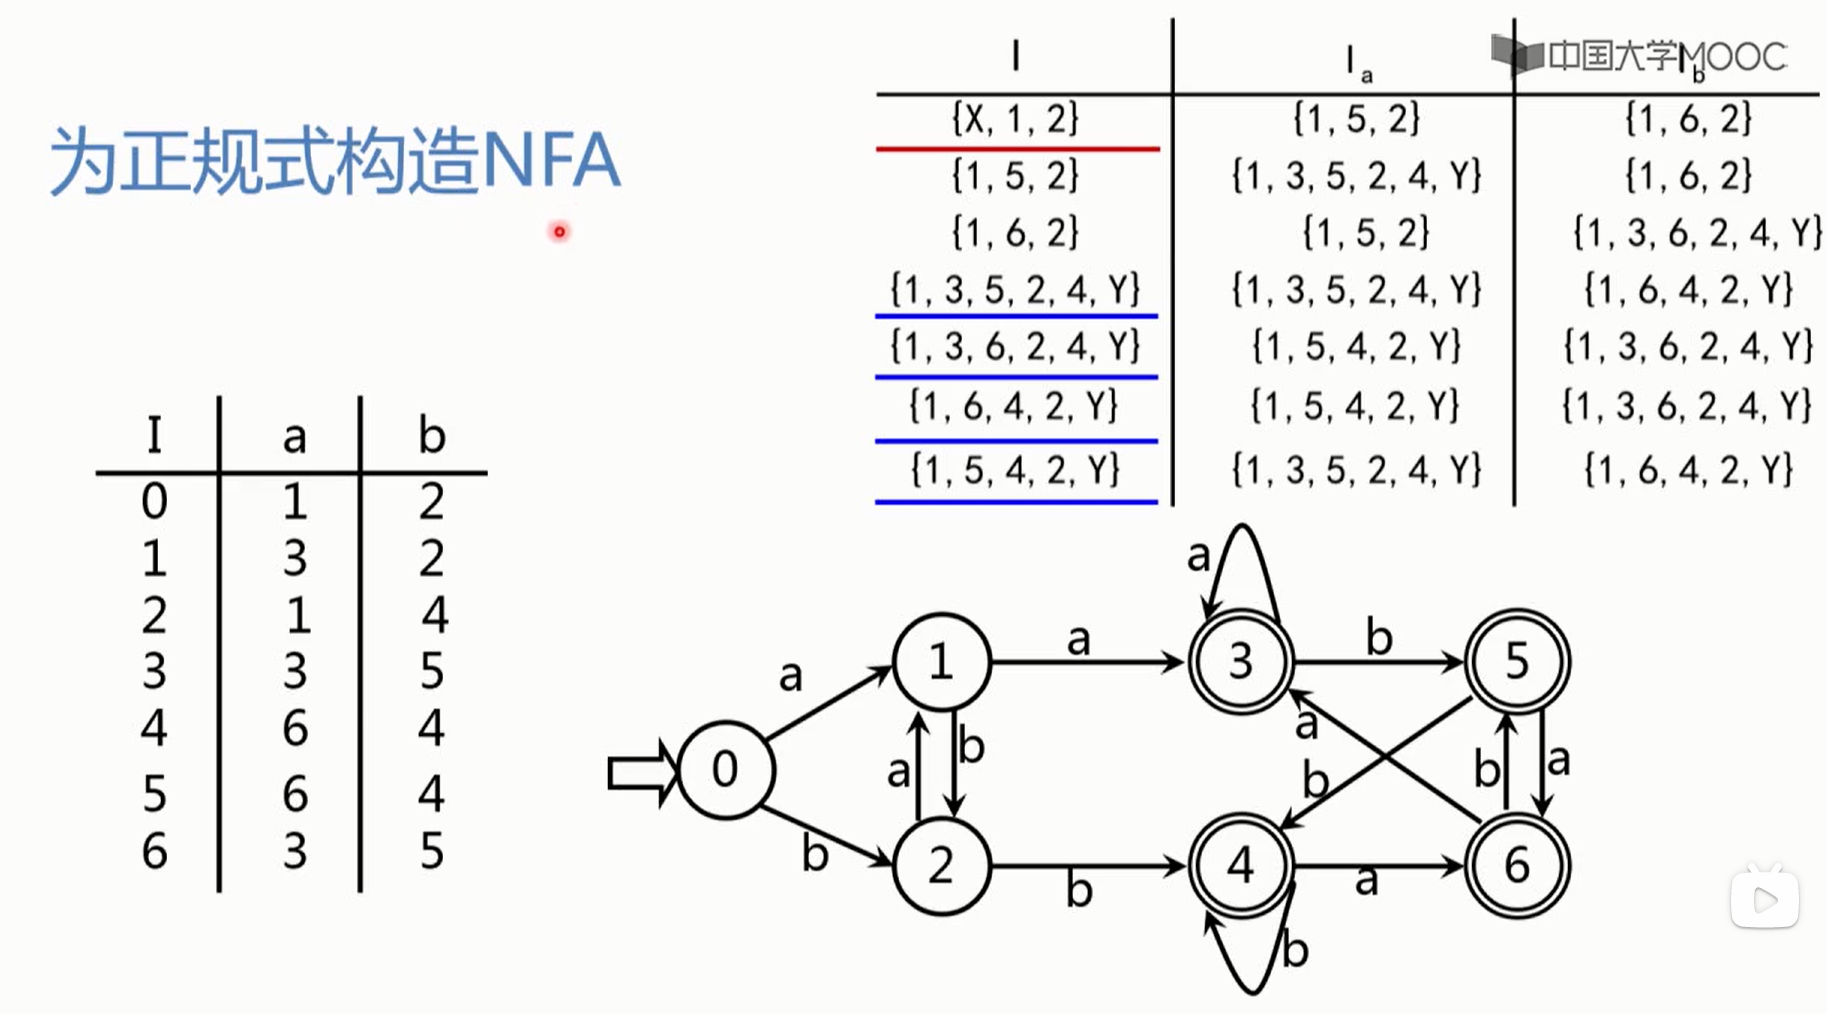 为正规式构造NFA
中国大学MOOC
I Ia Ib
{X, 1, 2} {1, 5, 2} {1, 6, 2}
{1, 5, 2} {1, 3, 5, 2, 4, Y} {1, 6, 2}
{1, 6, 2} {1, 5, 2} {1, 3, 6, 2, 4, Y}
{1, 3, 5, 2, 4, Y} {1, 3, 5, 2, 4, Y} {1, 6, 4, 2, Y}
{1, 3, 6, 2, 4, Y} {1, 5, 4, 2, Y} {1, 3, 6, 2, 4, Y}
{1, 6, 4, 2, Y} {1, 5, 4, 2, Y} {1, 3, 6, 2, 4, Y}
{1, 5, 4, 2, Y} {1, 3, 5, 2, 4, Y} {1, 6, 4, 2, Y}
I a b
0 1 2
1 3 2
2 1 4
3 3 5
4 6 4
5 6 4
6 3 5
a
1 a 3 b 5
a
a b a b a
0 b
b
2 b 4 a 6
b